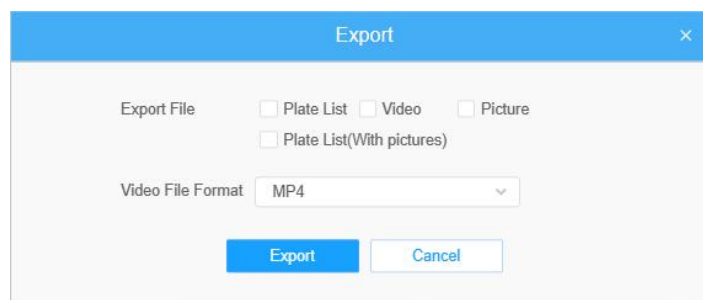 Export
Export File Plate List Video Picture
Plate List(With pictures)
Video File Format MP4
Export Cancel